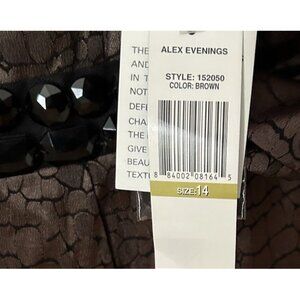 THE
AND
IN T
NOT
DEFE
CHA
THE
GIVE
BEAU
TEXTU
ALEX EVENINGS
STYLE: 152050
COLOR: BROWN
8 84002 08164 5
SIZE: 14